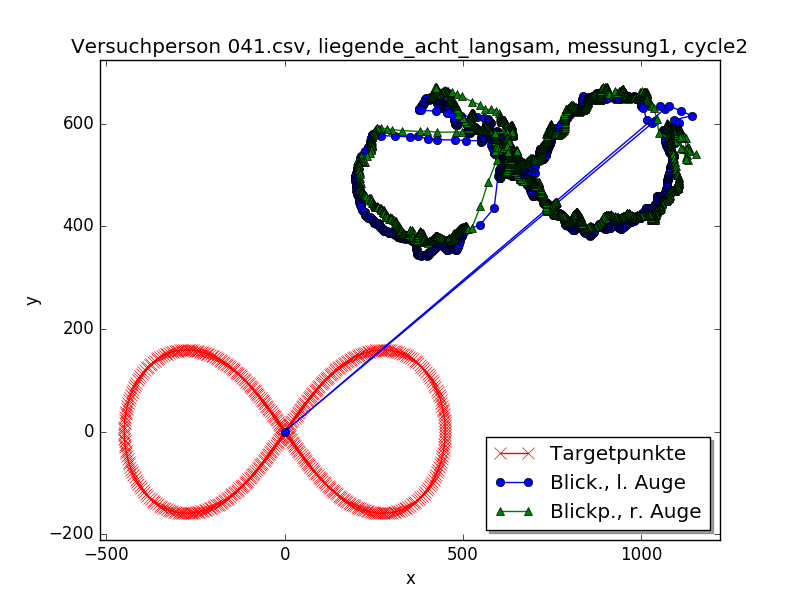 Versuchperson 041.csv, liegende_acht_langsam, messung1, cycle2
600
400
200
0
−200
y
−500
0
500
1000
x
Targetpunkte
Blick., l. Auge
Blickp., r. Auge